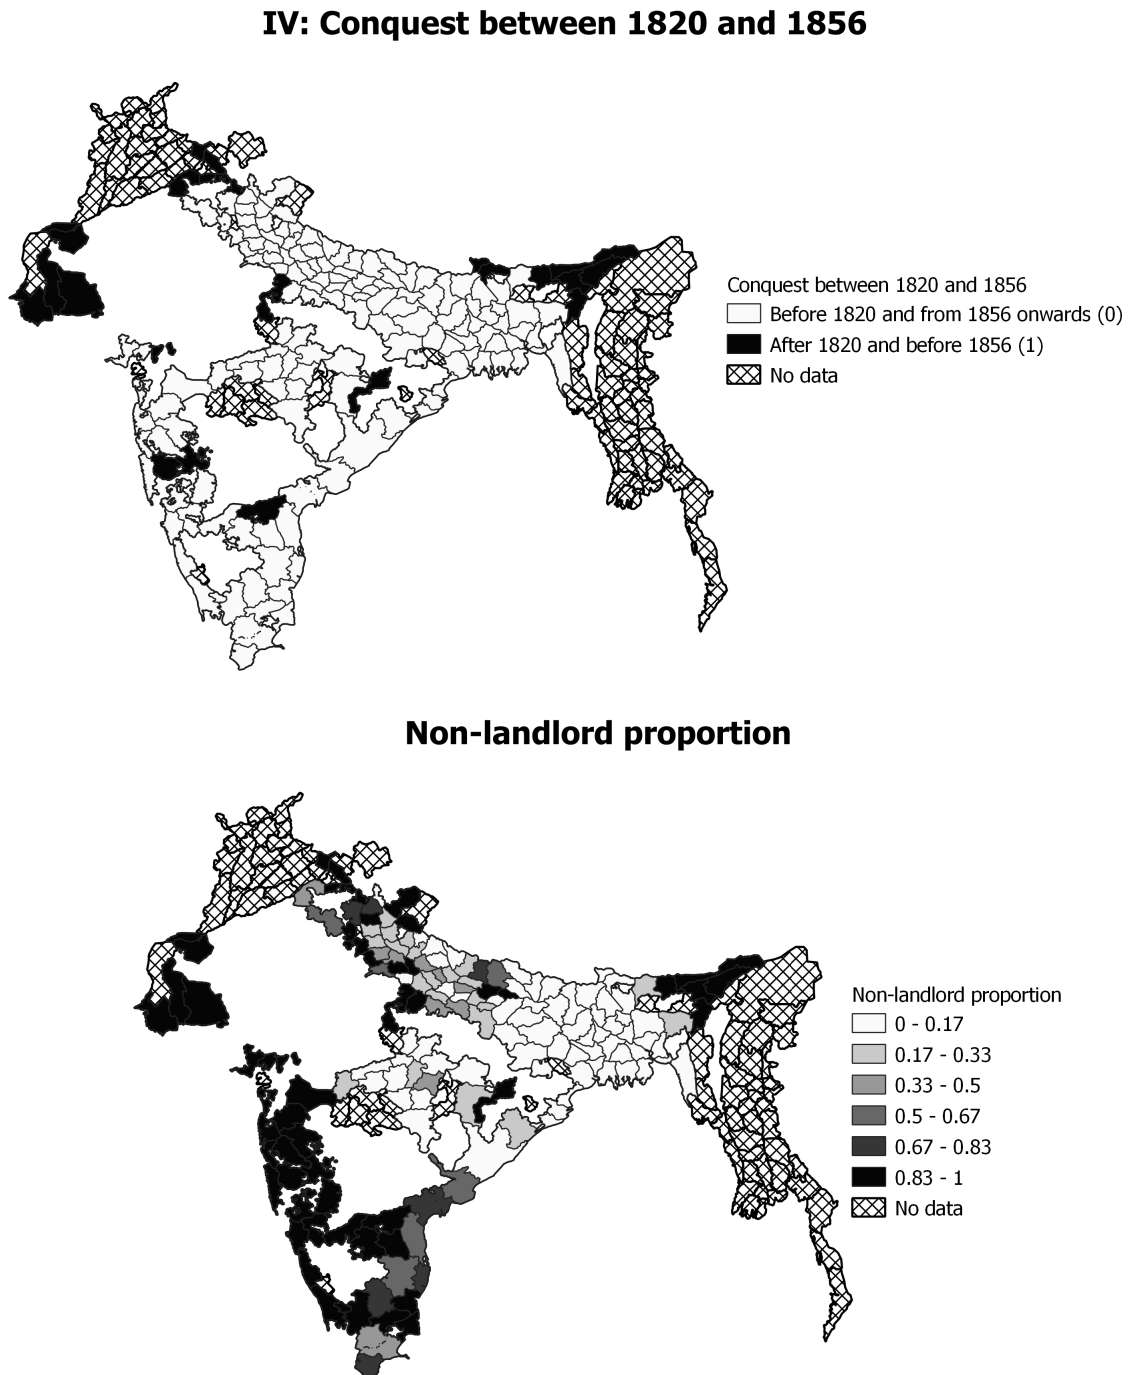 IV: Conquest between 1820 and 1856
Conquest between 1820 and 1856
Before 1820 and from 1856 onwards (0)
After 1820 and before 1856 (1)
No data
Non-landlord proportion
Non-landlord proportion
0 - 0.17
0.17 - 0.33
0.33 - 0.5
0.5 - 0.67
0.67 - 0.83
0.83 - 1
No data